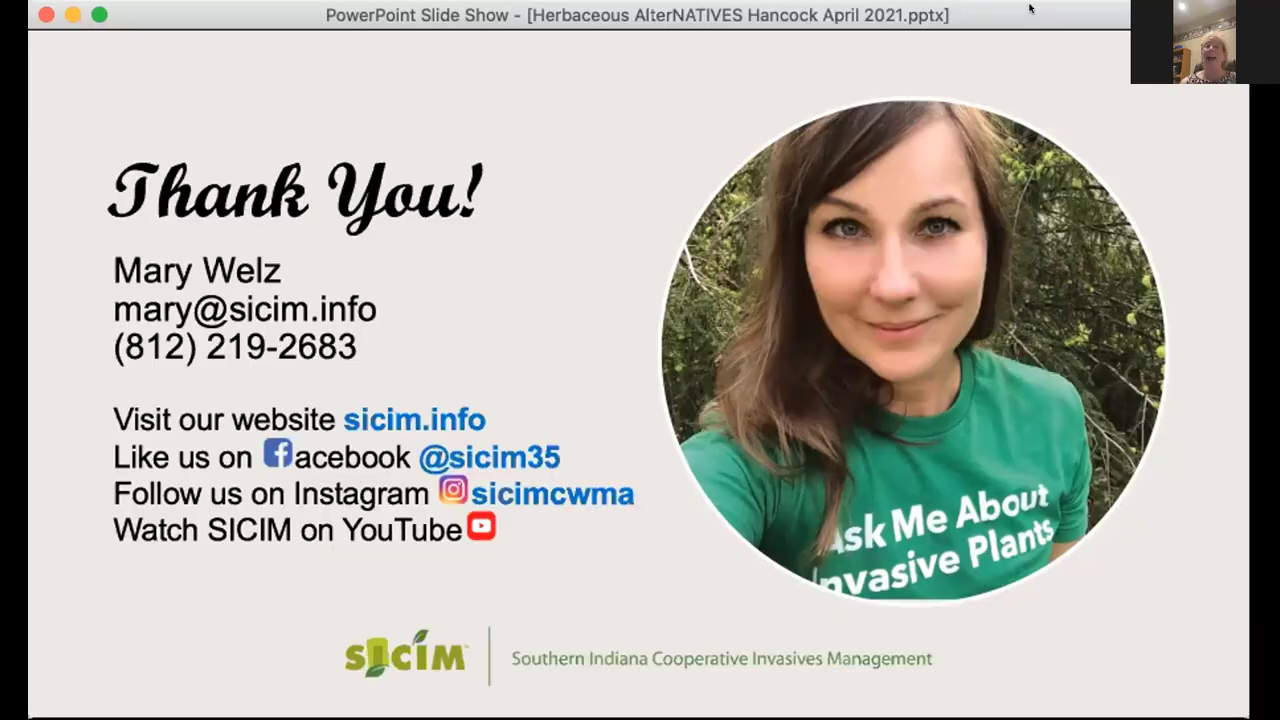 PowerPoint Slide Show - [Herbaceous AlterNATIVES Hancock April 2021.pptx]
Thank You!
Mary Welz
mary@sicim.info
(812) 219-2683
Visit our website sicim.info
Like us on facebook @sicim35
Follow us on Instagram sicimcwma
Watch SICIM on YouTube
Ask Me About
Invasive Plants
SICIM™
Southern Indiana Cooperative Invasives Management